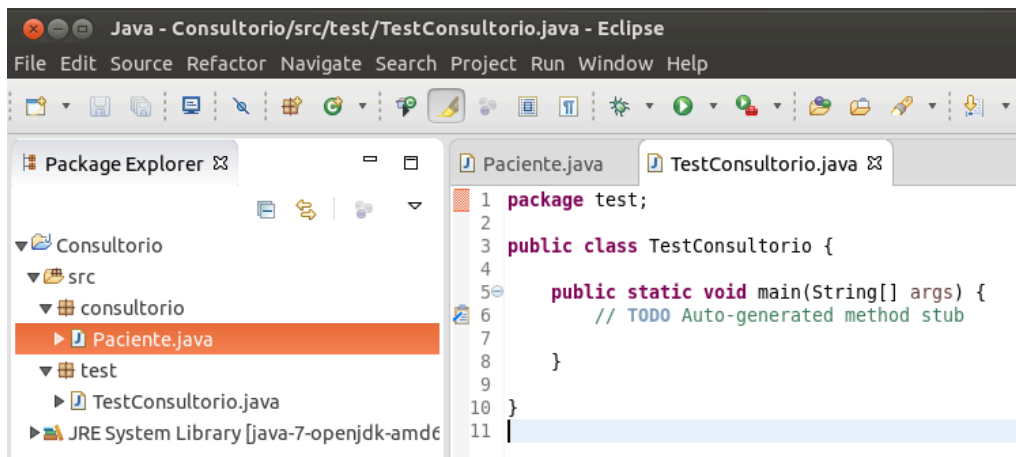 Java - Consultorio/src/test/TestConsultorio.java - Eclipse
File Edit Source Refactor Navigate Search Project Run Window Help
Package Explorer
Consultorio
src
consultorio
Paciente.java
test
TestConsultorio.java
JRE System Library [java-7-openjdk-amd6
Paciente.java TestConsultorio.java
1 package test;
2
3 public class TestConsultorio {
4
5 public static void main(String[] args) {
6 // TODO Auto-generated method stub
7
8 }
9
10 }
11